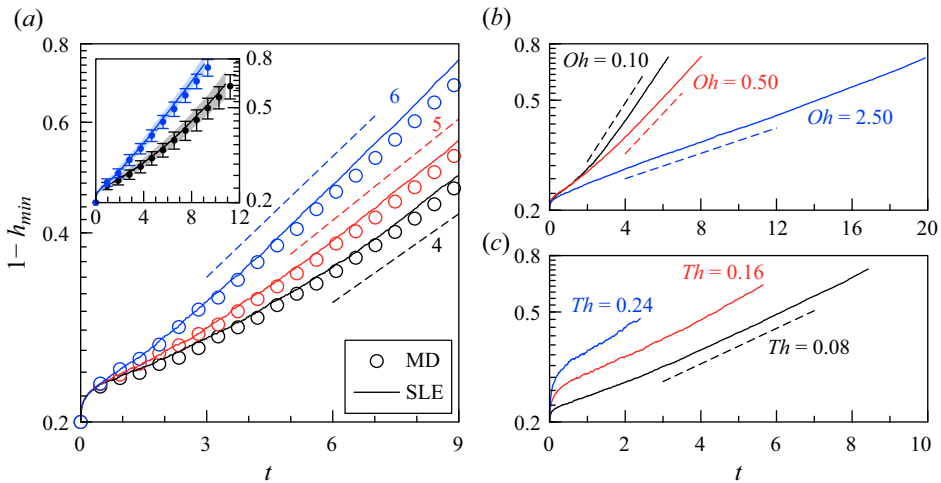 (a)
0.8
0.4
0.2
1– hmin
0
3
6
9
t
0.8
0.5
0.2
0
4
8
12
6
5
4
MD
SLE
(b)
0.8
0.5
0.2
Oh = 0.10
Oh = 0.50
Oh = 2.50
0
4
8
12
16
20
(c)
0.8
0.5
0.2
Th = 0.24
Th = 0.16
Th = 0.08
0
2
4
6
8
10
t